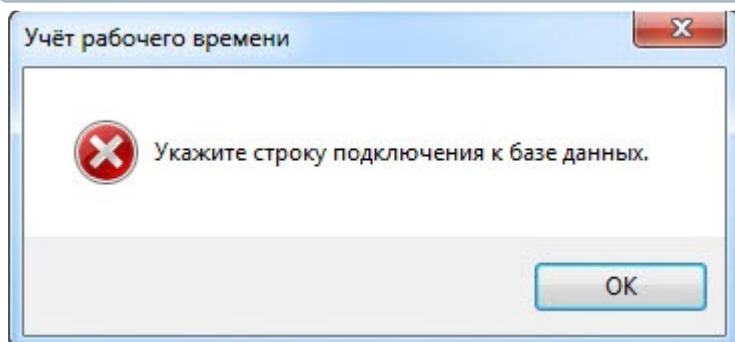 Учёт рабочего времени
Укажите строку подключения к базе данных.
OK